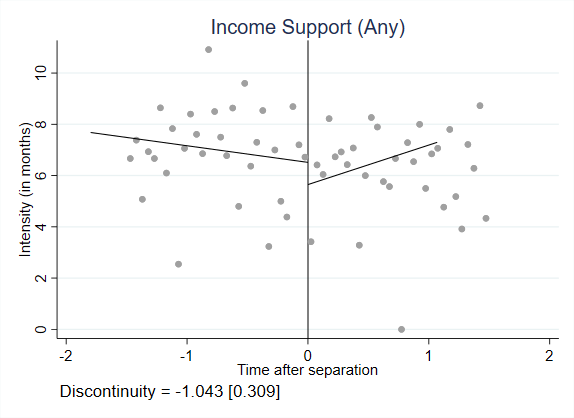 Income Support (Any)
Intensity (in months)
10
8
6
4
2
0
-2 -1 0 1 2
Time after separation
Discontinuity = -1.043 [0.309]